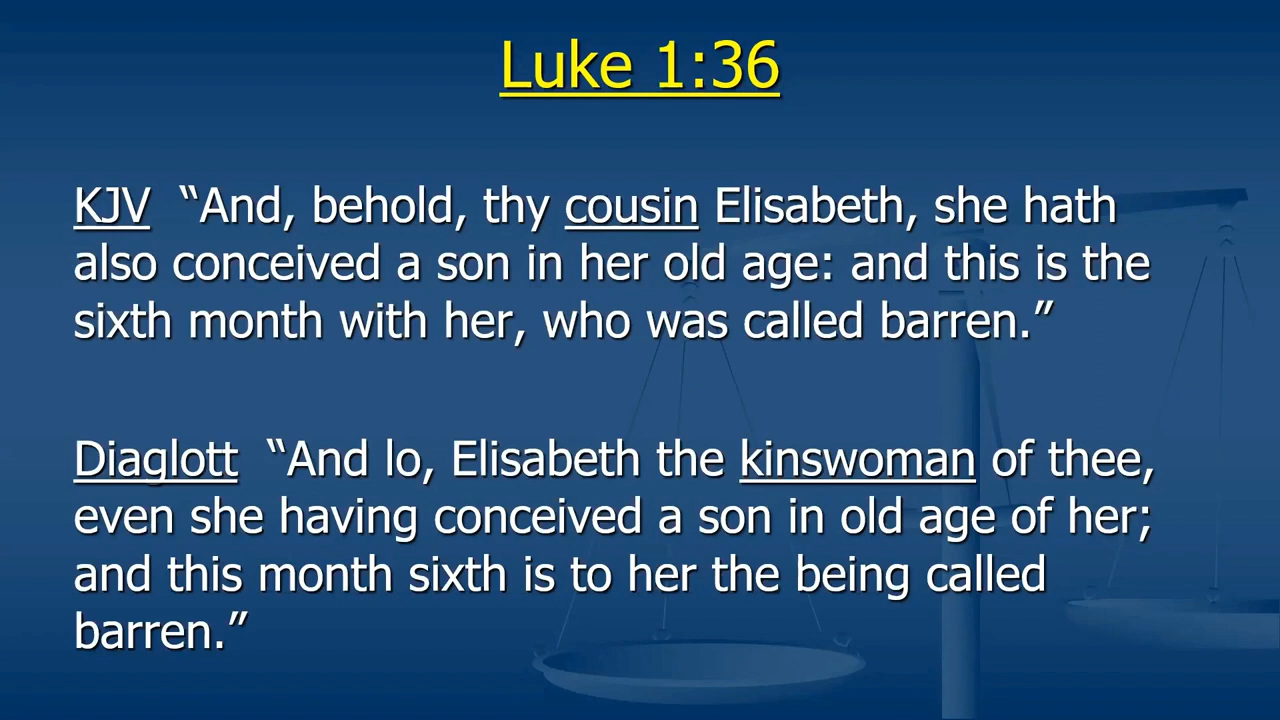 Luke 1:36
KJV “And, behold, thy cousin Elisabeth, she hath
also conceived a son in her old age: and this is the
sixth month with her, who was called barren.”
Diaglott “And lo, Elisabeth the kinswoman of thee,
even she having conceived a son in old age of her;
and this month sixth is to her the being called
barren.”